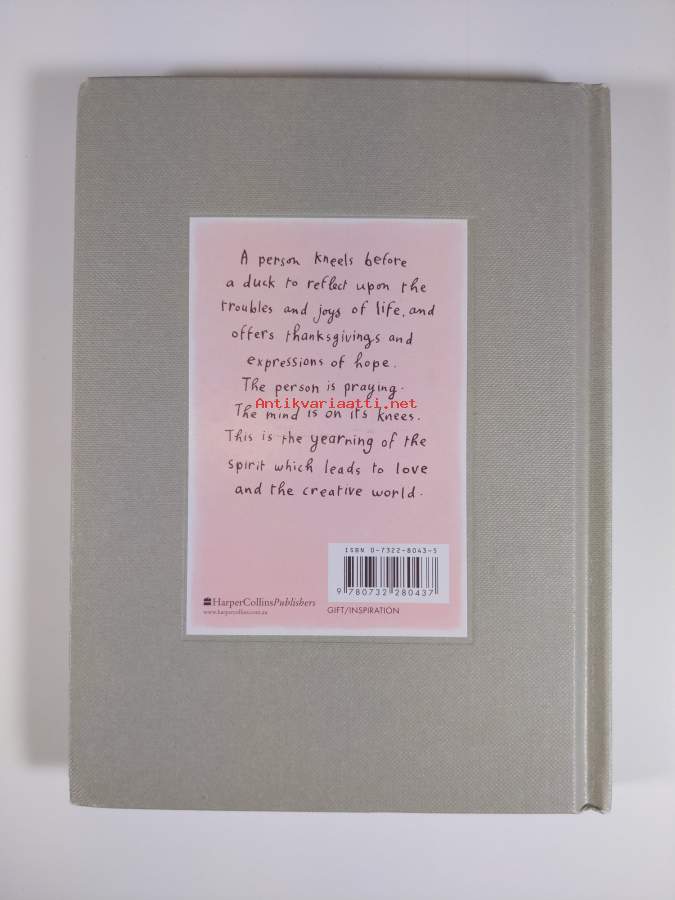 A person kneels before
a duck to reflect upon the
troubles and joys of life, and
offers thanksgivings and
expressions of hope.
The person is praying.
Antikvariaatti.net
The mind is on its knees.
This is the yearning of the
spirit which leads to love
and the creative world.
ISBN 0-7322-8043-5
9 780732 280437
HarperCollinsPublishers
www.harpercollins.com.au
GIFT/INSPIRATION